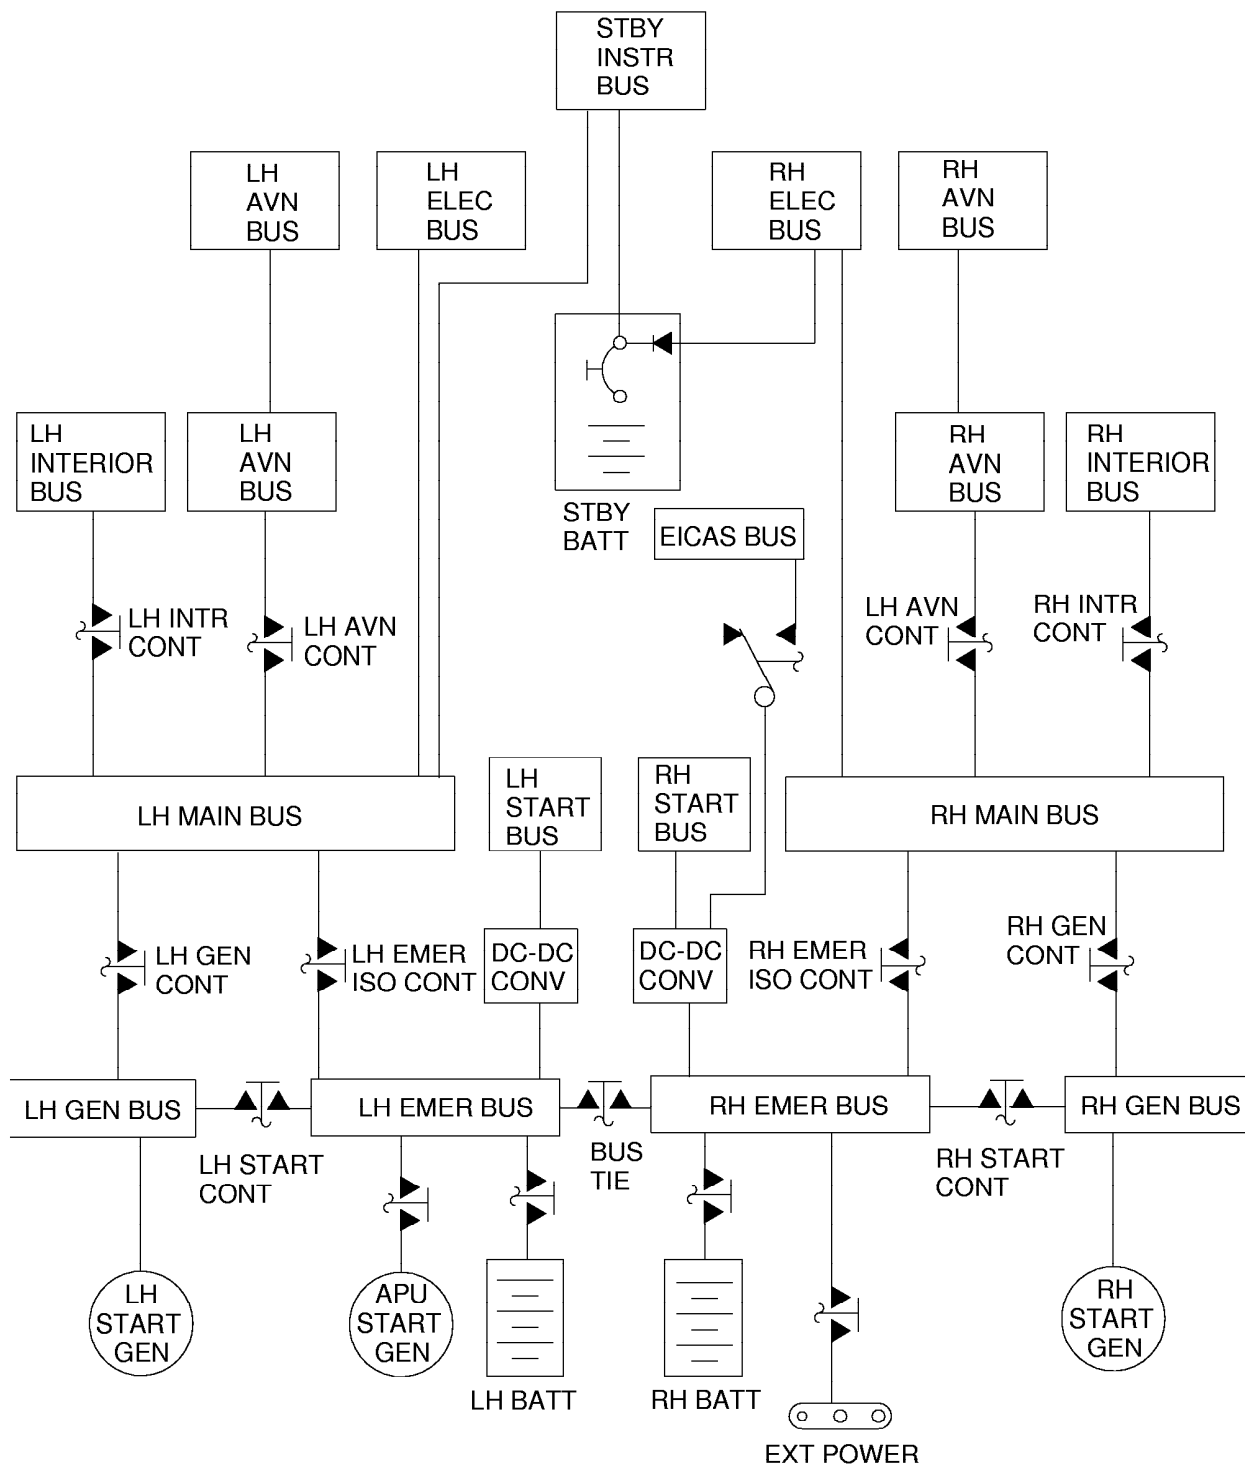 STBY
INSTR
BUS
LH
AVN
BUS
LH
ELEC
BUS
RH
ELEC
BUS
RH
AVN
BUS
LH
INTERIOR
BUS
LH
AVN
BUS
STBY
BATT
EICAS BUS
RH
AVN
BUS
RH
INTERIOR
BUS
LH INTR
CONT
LH AVN
CONT
LH AVN
CONT
RH INTR
CONT
LH MAIN BUS
LH
START
BUS
RH
START
BUS
RH MAIN BUS
LH GEN
CONT
LH EMER
ISO CONT
DC-DC
CONV
DC-DC
CONV
RH EMER
ISO CONT
RH GEN
CONT
LH GEN BUS
LH EMER BUS
RH EMER BUS
RH GEN BUS
LH START
CONT
BUS
TIE
RH START
CONT
LH
START
GEN
APU
START
GEN
LH BATT
RH BATT
RH
START
GEN
EXT POWER